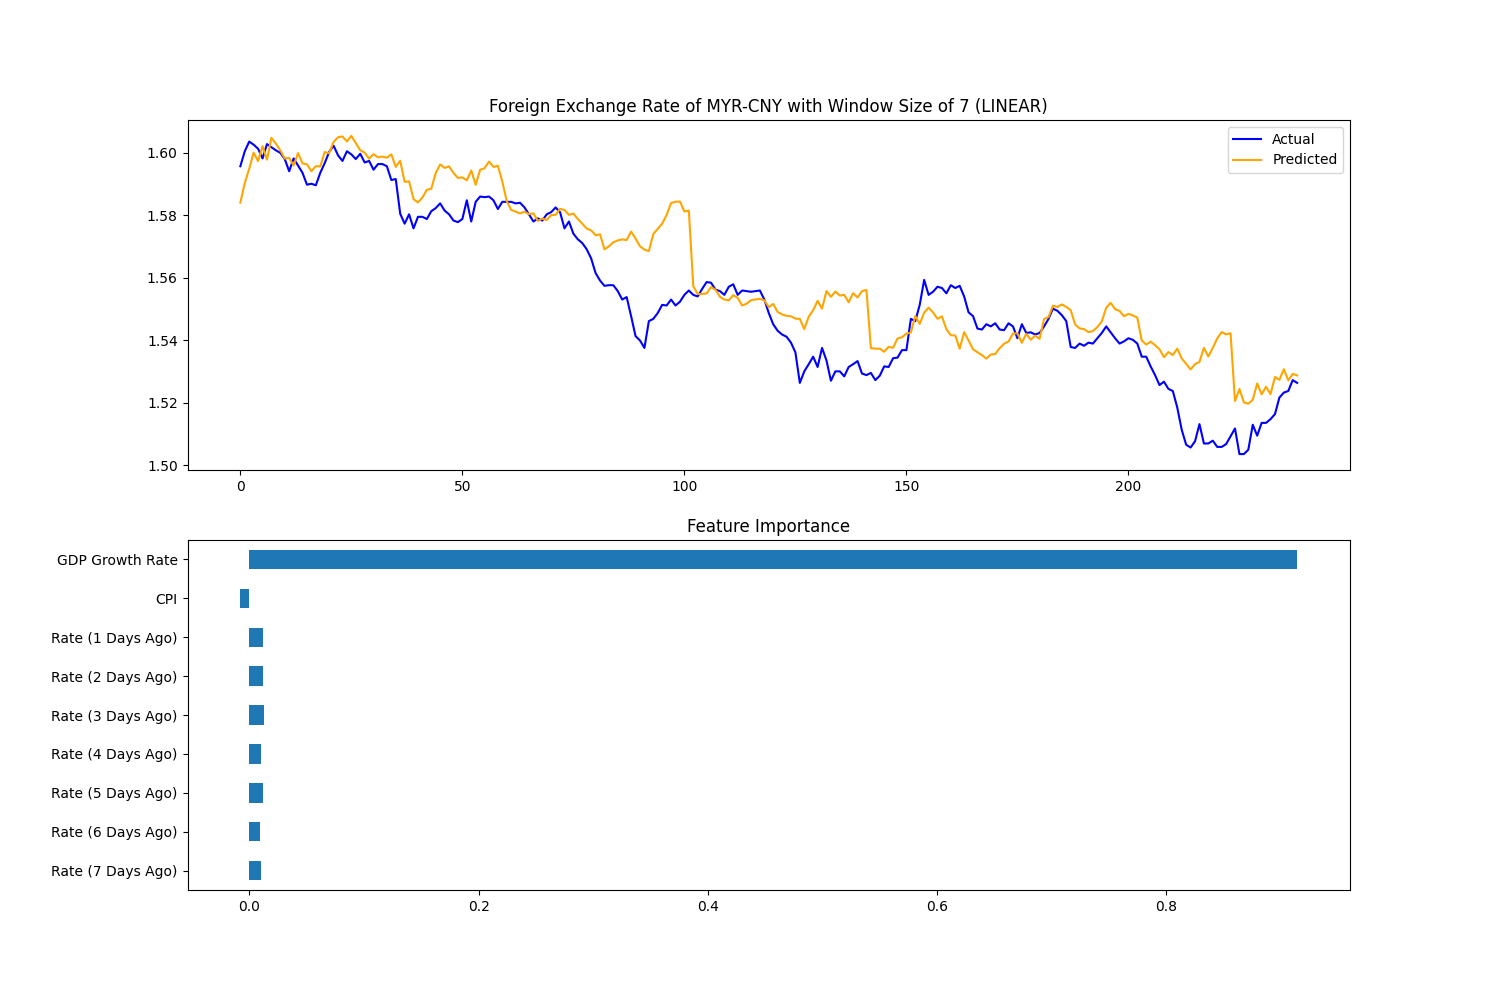 Foreign Exchange Rate of MYR-CNY with Window Size of 7 (LINEAR)
Actual
Predicted
1.60
1.58
1.56
1.54
1.52
1.50
0 50 100 150 200
Feature Importance
GDP Growth Rate
CPI
Rate (1 Days Ago)
Rate (2 Days Ago)
Rate (3 Days Ago)
Rate (4 Days Ago)
Rate (5 Days Ago)
Rate (6 Days Ago)
Rate (7 Days Ago)
0.0 0.2 0.4 0.6 0.8